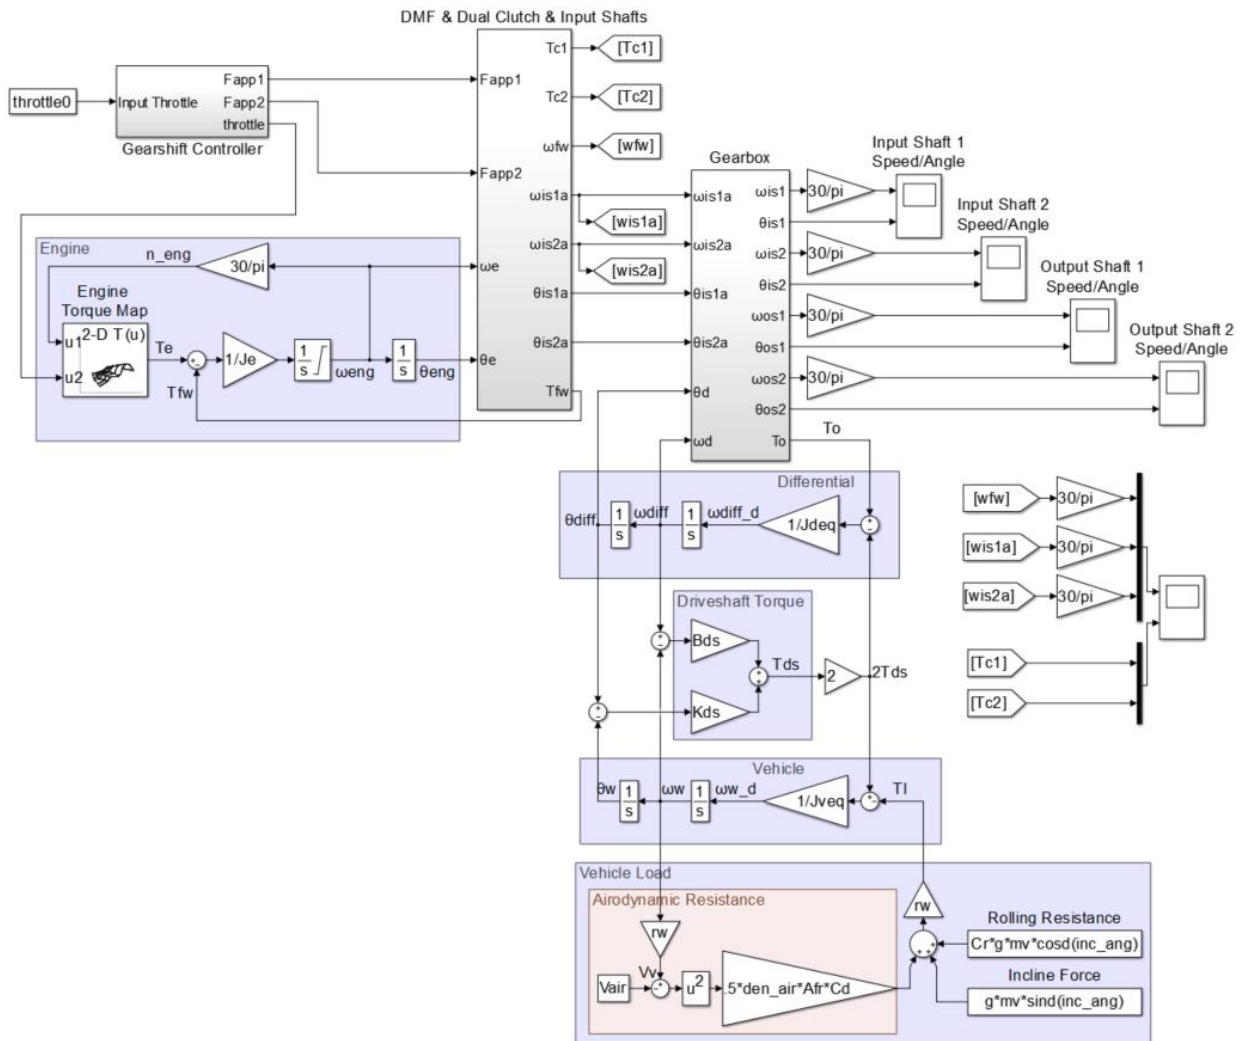 DMF & Dual Clutch & Input Shafts
throttle0
Input Throttle
Fapp1
Fapp2
throttle
Gearshift Controller
Fapp1
Fapp2
ωe
θe
Tc1
Tc2
ωfw
ωis1a
ωis2a
θis1a
θis2a
Tfw
[Tc1]
[Tc2]
[wfw]
[wis1a]
[wis2a]
Gearbox
ωis1a
ωis2a
θis1a
θis2a
θd
ωd
ωis1
θis1
ωis2
θis2
ωos1
θos1
ωos2
θos2
To
30/pi
30/pi
30/pi
30/pi
Input Shaft 1
Speed/Angle
Input Shaft 2
Speed/Angle
Output Shaft 1
Speed/Angle
Output Shaft 2
Speed/Angle
To
Engine
n_eng
30/pi
Engine
Torque Map
u1
2-D T(u)
u2
Te
Tfw
1/Je
1
s
ωeng
1
s
θeng
Differential
θdiff
1
s
ωdiff
1
s
ωdiff_d
1/Jdeq
Driveshaft Torque
Bds
Kds
Tds
2
2Tds
Vehicle
θw
1
s
ωw
1
s
ωw_d
1/Jveq
Tl
Vehicle Load
Airodynamic Resistance
rw
Vv
Vair
u²
.5*den_air*Afr*Cd
rw
Rolling Resistance
Cr*g*mv*cosd(inc_ang)
Incline Force
g*mv*sind(inc_ang)
[wfw]
30/pi
[wis1a]
30/pi
[wis2a]
30/pi
[Tc1]
[Tc2]